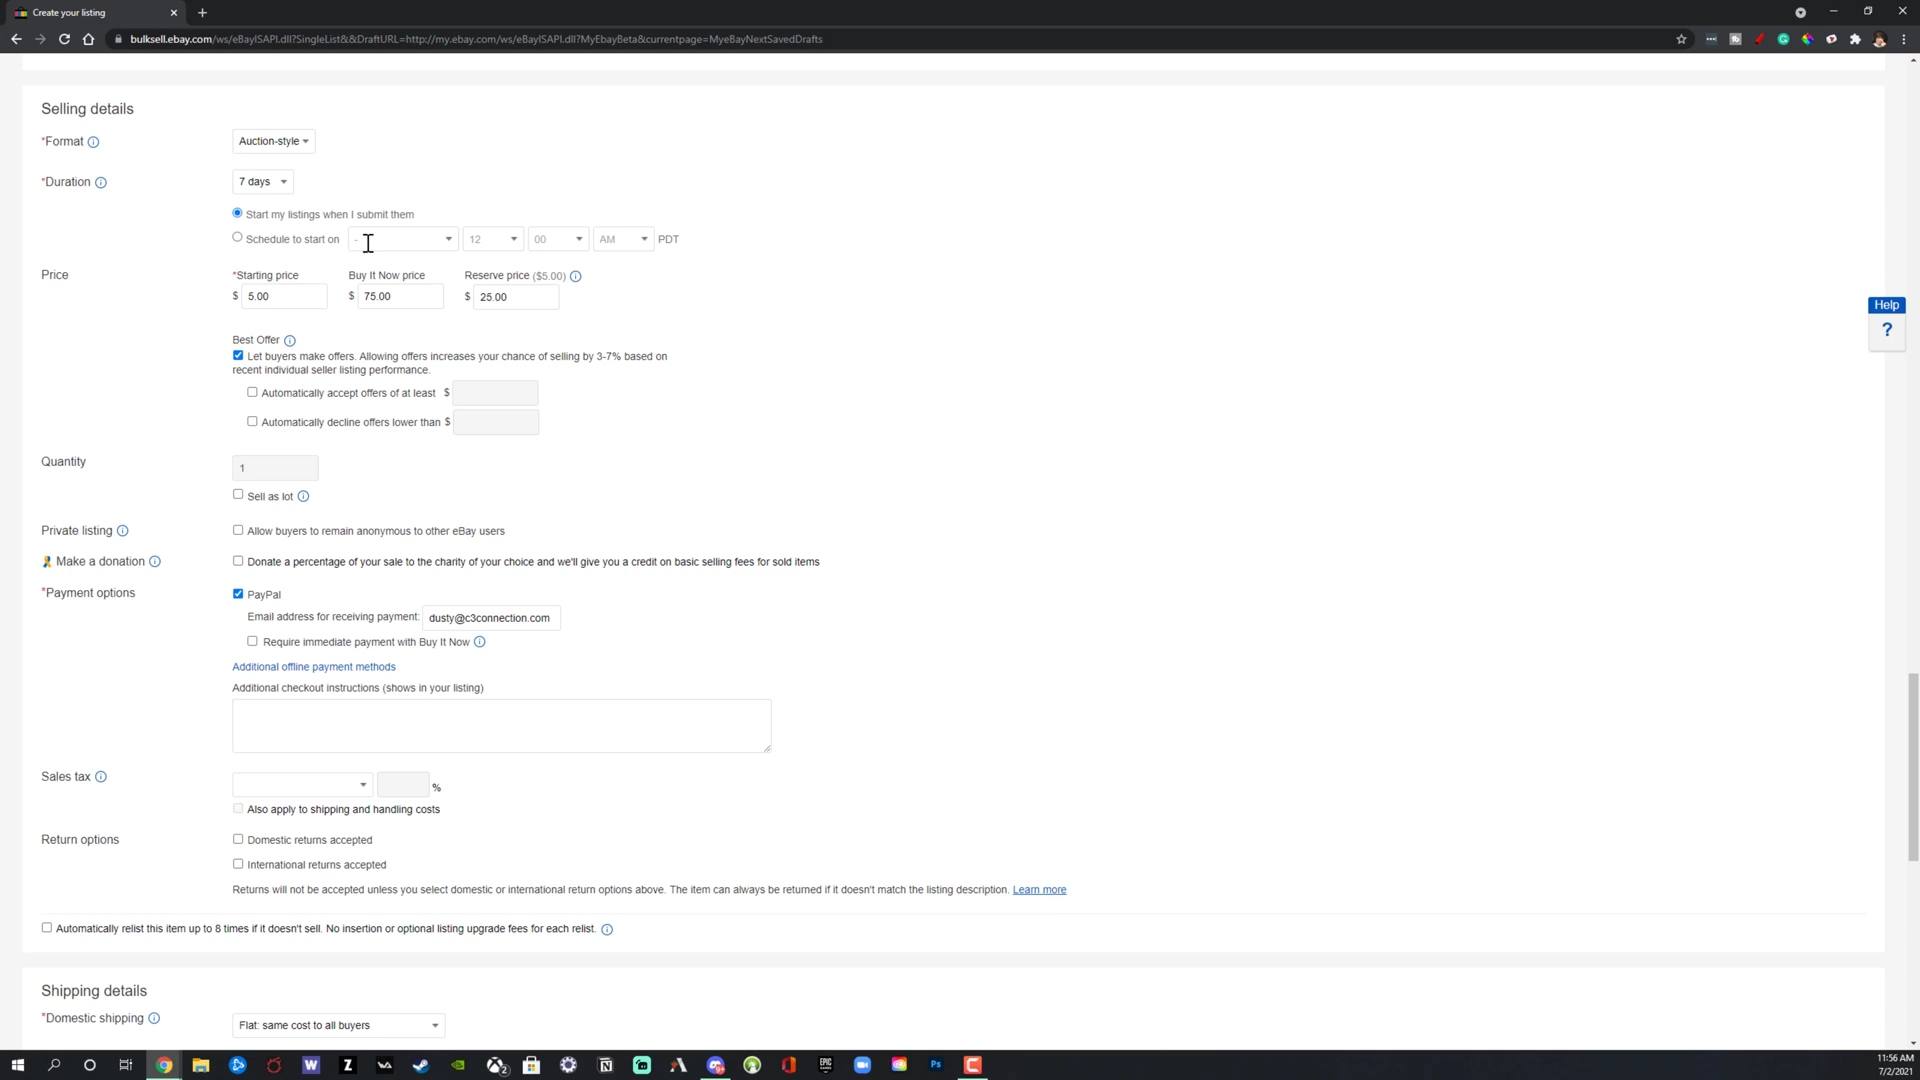 Create your listing
bulksell.ebay.com/ws/eBayISAPI.dll?SingleList&&DraftURL=http://my.ebay.com/ws/eBayISAPI.dll?MyEbayBeta&currentpage=MyeBayNextSavedDrafts
Selling details
*Format
Auction-style
*Duration
7 days
Start my listings when I submit them
Schedule to start on - 12 00 AM PDT
Price
*Starting price Buy It Now price Reserve price ($5.00)
$ 5.00 $ 75.00 $ 25.00
Help
?
Best Offer
Let buyers make offers. Allowing offers increases your chance of selling by 3-7% based on
recent individual seller listing performance.
Automatically accept offers of at least $
Automatically decline offers lower than $
Quantity
1
Sell as lot
Private listing
Allow buyers to remain anonymous to other eBay users
Make a donation
Donate a percentage of your sale to the charity of your choice and we'll give you a credit on basic selling fees for sold items
*Payment options
PayPal
Email address for receiving payment: dusty@c3connection.com
Require immediate payment with Buy It Now
Additional offline payment methods
Additional checkout instructions (shows in your listing)
Sales tax
%
Also apply to shipping and handling costs
Return options
Domestic returns accepted
International returns accepted
Returns will not be accepted unless you select domestic or international return options above. The item can always be returned if it doesn't match the listing description. Learn more
Automatically relist this item up to 8 times if it doesn't sell. No insertion or optional listing upgrade fees for each relist.
Shipping details
*Domestic shipping
Flat: same cost to all buyers
11:56 AM
7/2/2021